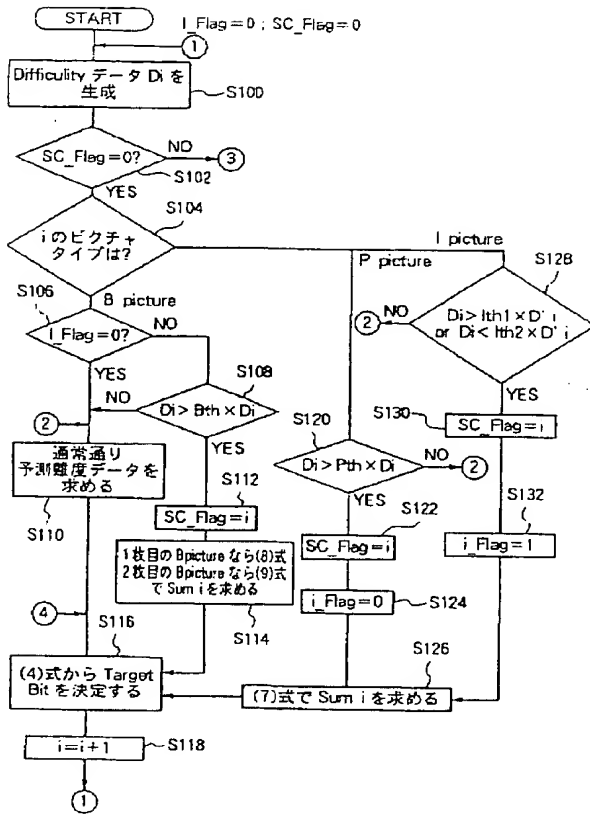 START
I_Flag=0 ; SC_Flag=0
①
Difficulity データ Di を
生成
S100
SC_Flag=0?
NO
③
S102
YES
S104
i のピクチャ
タイプは?
I picture
P picture
B picture
S106
I_Flag=0?
NO
YES
S108
Di > Bth × Di
NO
YES
②
通常通り
予測難度データを
求める
S110
S112
SC_Flag=i
1枚目の Bpicture なら(8)式
2枚目の Bpicture なら(9)式
で Sum i を求める
S114
S120
Di > Pth × Di
NO
②
YES
S122
SC_Flag=i
i_Flag=0
S124
S128
Di > Ith1 × D' i
or Di < Ith2 × D' i
NO
②
YES
S130
SC_Flag=i
S132
i_Flag=1
④
S116
(4)式から Target
Bit を決定する
S126
(7)式で Sum i を求める
i=i+1
S118
①